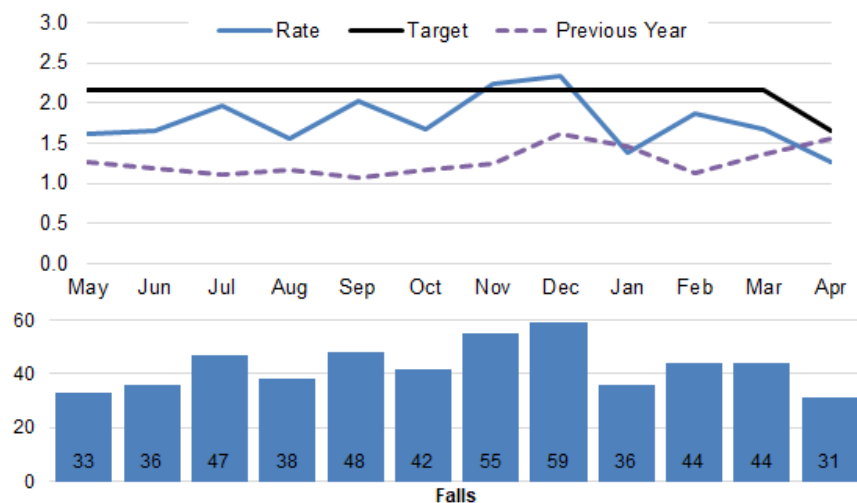 3.0
Rate Target Previous Year
2.5
2.0
1.5
1.0
0.5
0.0
May Jun Jul Aug Sep Oct Nov Dec Jan Feb Mar Apr
60
40
20
33 36 47 38 48 42 55 59 36 44 44 31
0
Falls